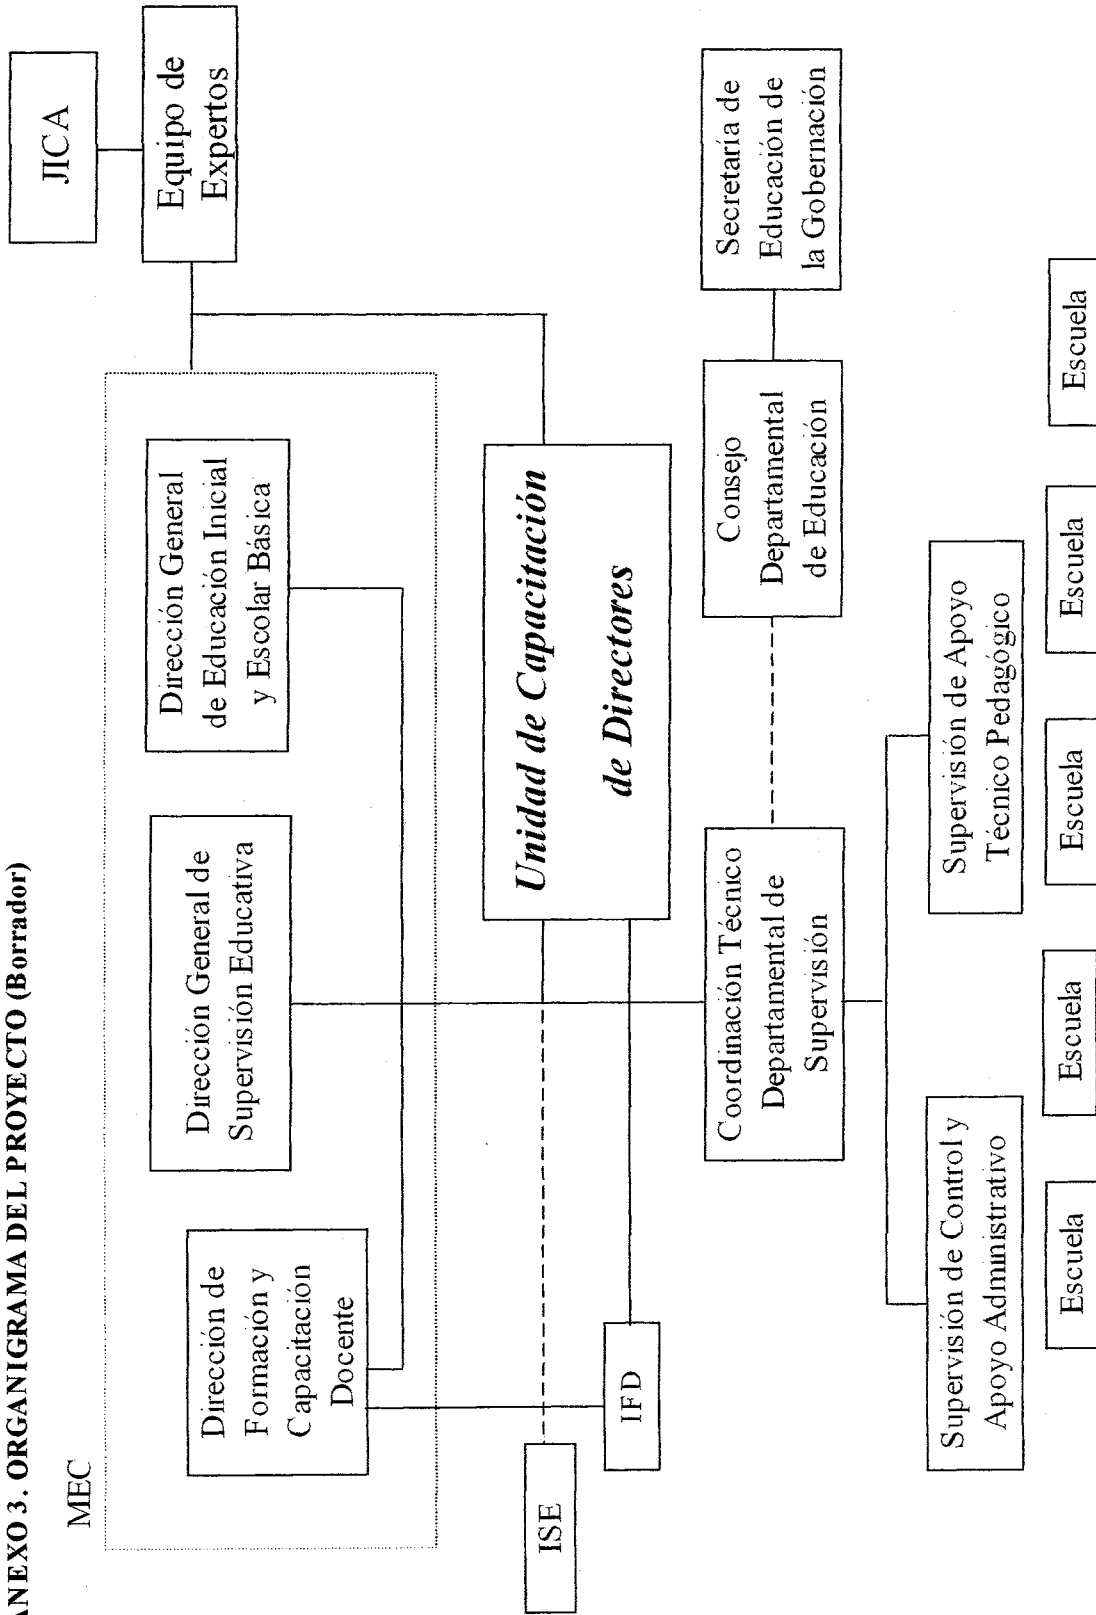 ANEXO 3. ORGANIGRAMA DEL PROYECTO (Borrador)
MEC
JICA
Equipo de
Expertos
Dirección de
Formación y
Capacitación
Docente
Dirección General de
Supervisión Educativa
Dirección General
de Educación Inicial
y Escolar Básica
ISE
IFD
Unidad de Capacitación
de Directores
Coordinación Técnico
Departamental de
Supervisión
Consejo
Departamental
de Educación
Secretaría de
Educación de
la Gobernación
Supervisión de Control y
Apoyo Administrativo
Supervisión de Apoyo
Técnico Pedagógico
Escuela
Escuela
Escuela
Escuela
Escuela